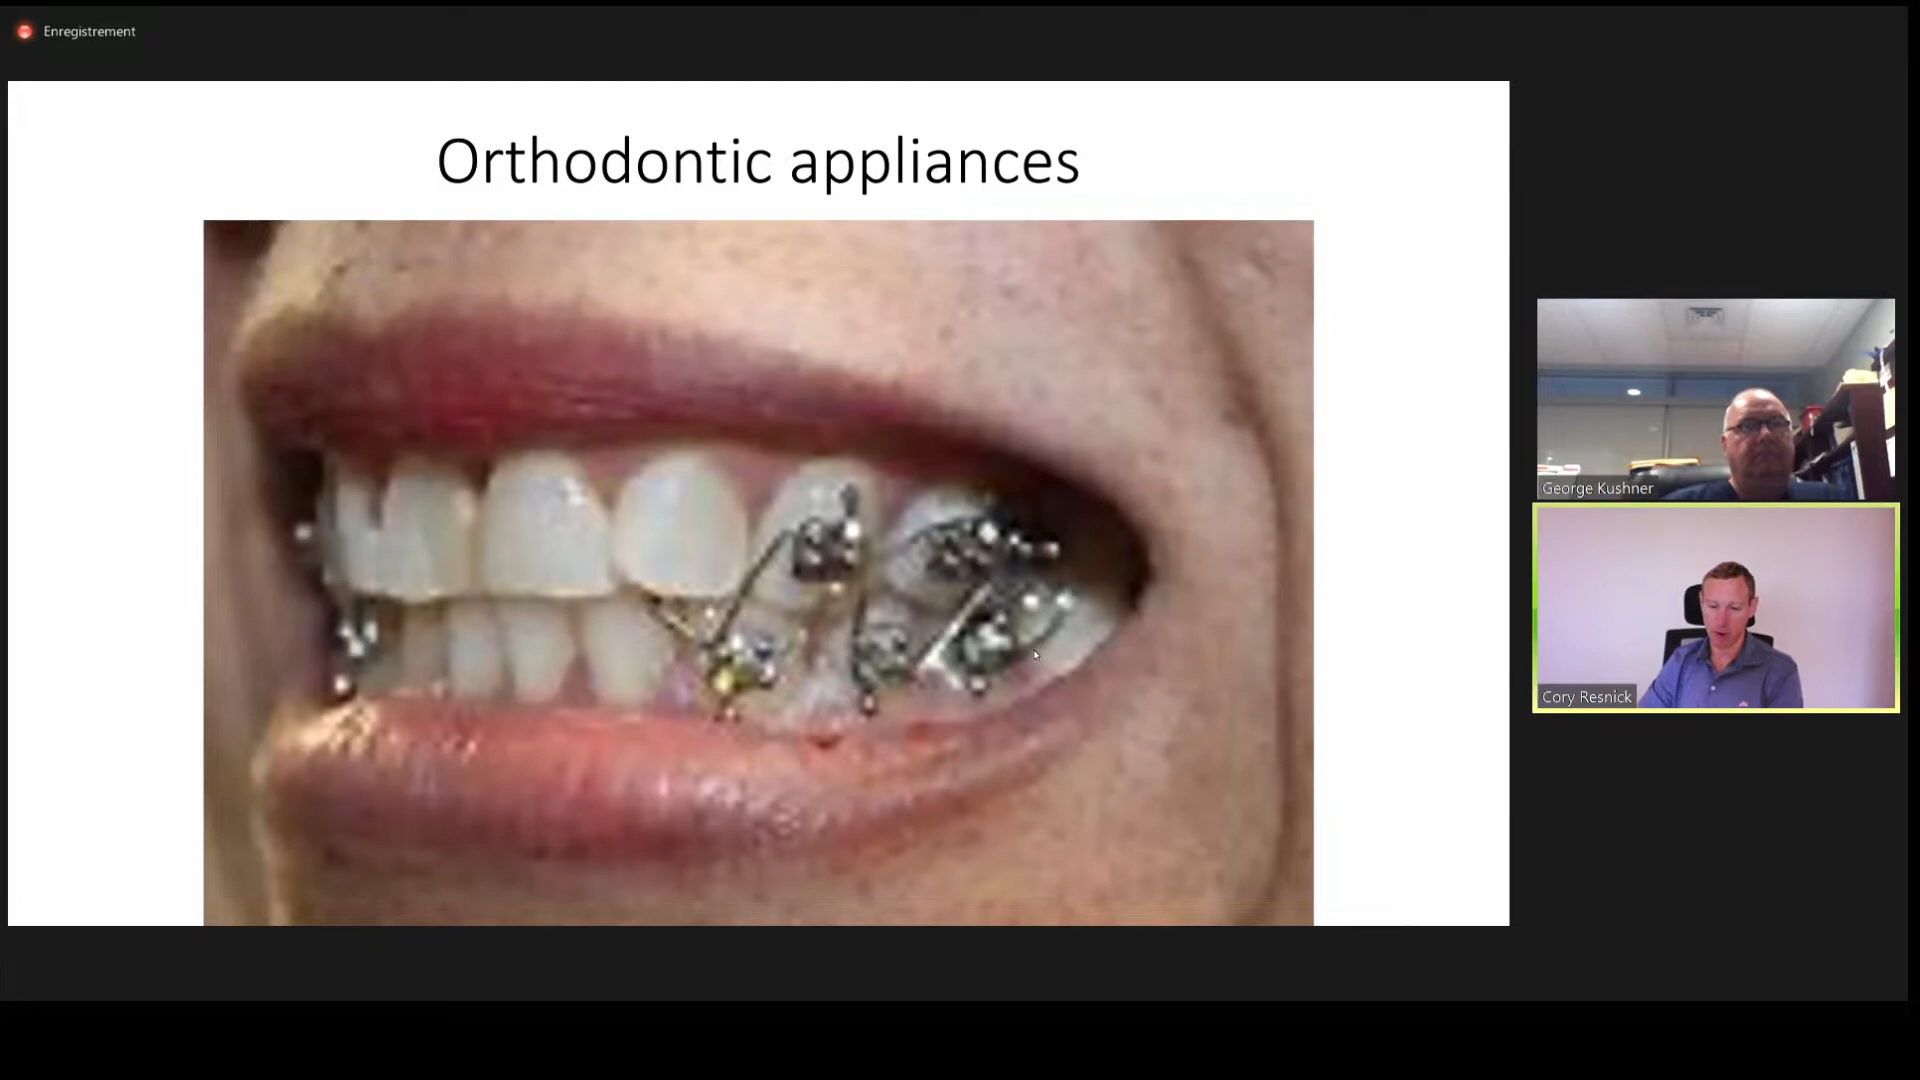 Enregistrement
Orthodontic appliances
George Kushner
Cory Resnick